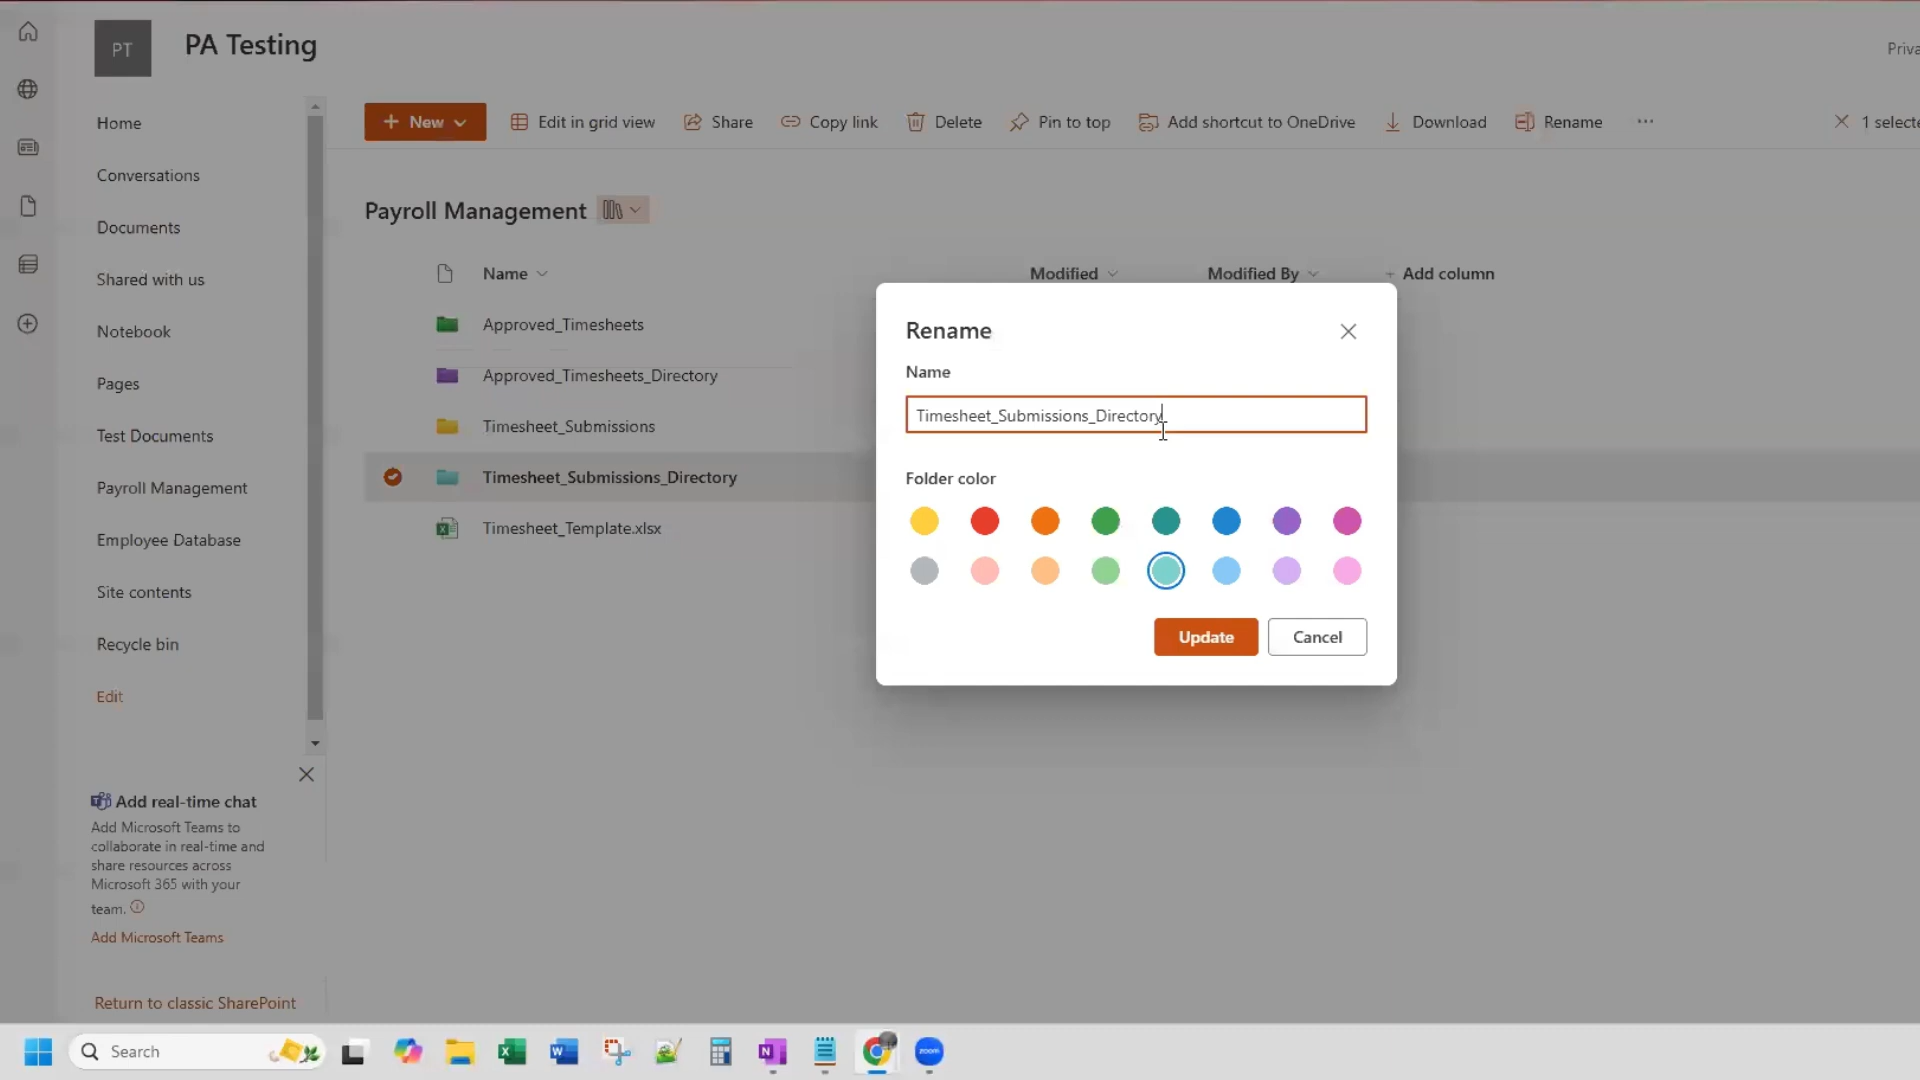 PT
PA Testing
Priva
Home
Conversations
Documents
Shared with us
Notebook
Pages
Test Documents
Payroll Management
Employee Database
Site contents
Recycle bin
Edit
Add real-time chat
Add Microsoft Teams to
collaborate in real-time and
share resources across
Microsoft 365 with your
team.
Add Microsoft Teams
Return to classic SharePoint
New
Edit in grid view
Share
Copy link
Delete
Pin to top
Add shortcut to OneDrive
Download
Rename
1 selecte
Payroll Management
Name
Modified
Modified By
Add column
Approved_Timesheets
Approved_Timesheets_Directory
Timesheet_Submissions
Timesheet_Submissions_Directory
Timesheet_Template.xlsx
Rename
Name
Timesheet_Submissions_Directory
Folder color
Update
Cancel
Search
zoom